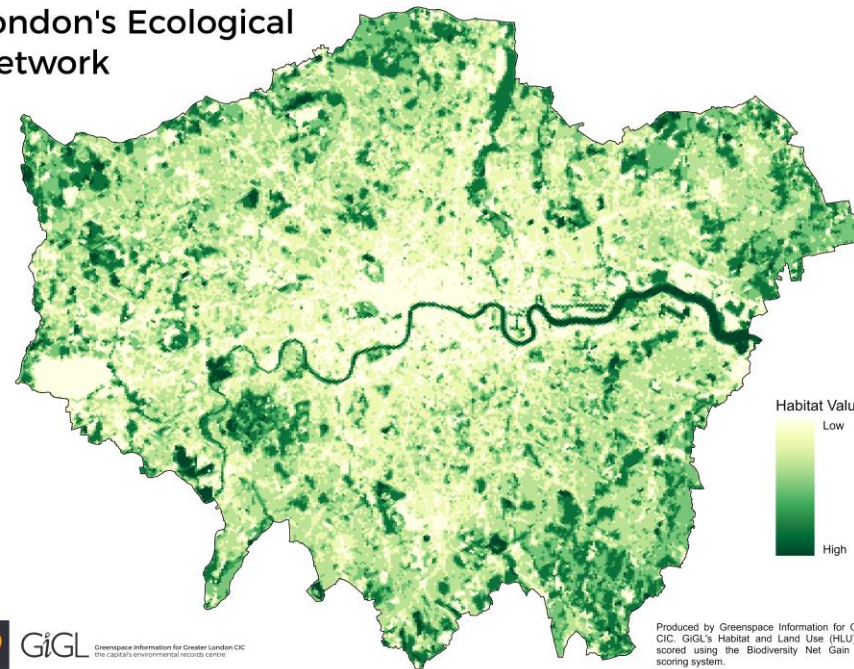 ondon's Ecological
etwork
Habitat Valu
Low
High
GiGL
Greenspace Information for Greater London CIC
the capital's environmental records centre
Produced by Greenspace Information for G
CIC. GiGL's Habitat and Land Use (HLU)
scored using the Biodiversity Net Gain
scoring system.